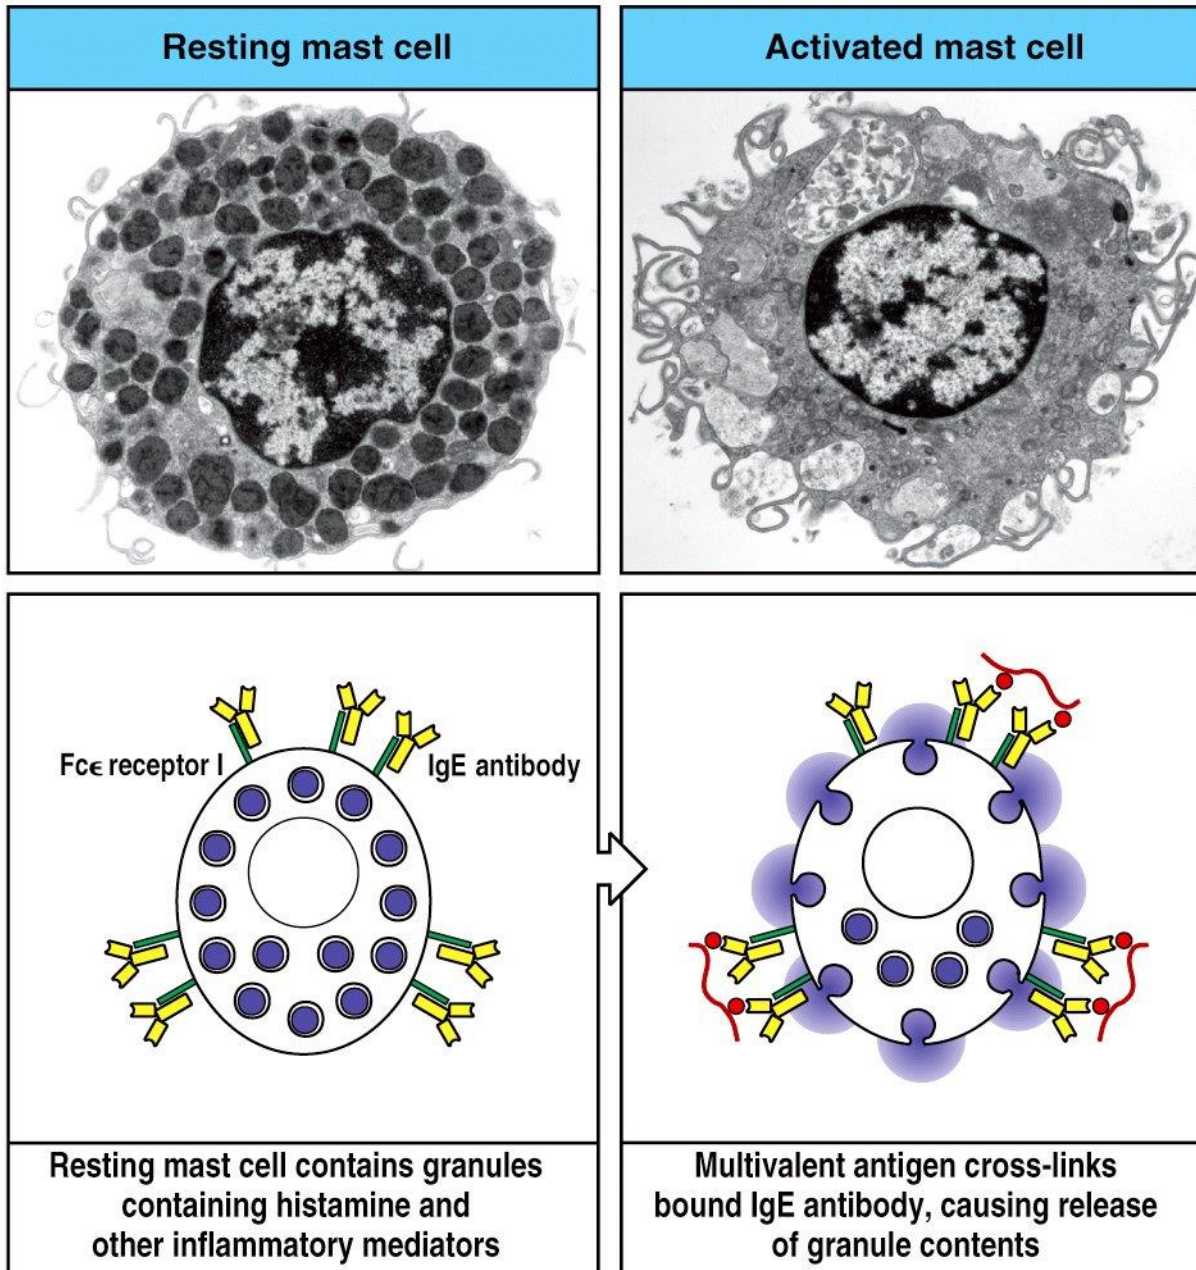 Resting mast cell
Activated mast cell
Fcϵ receptor I
IgE antibody
Resting mast cell contains granules
containing histamine and
other inflammatory mediators
Multivalent antigen cross-links
bound IgE antibody, causing release
of granule contents